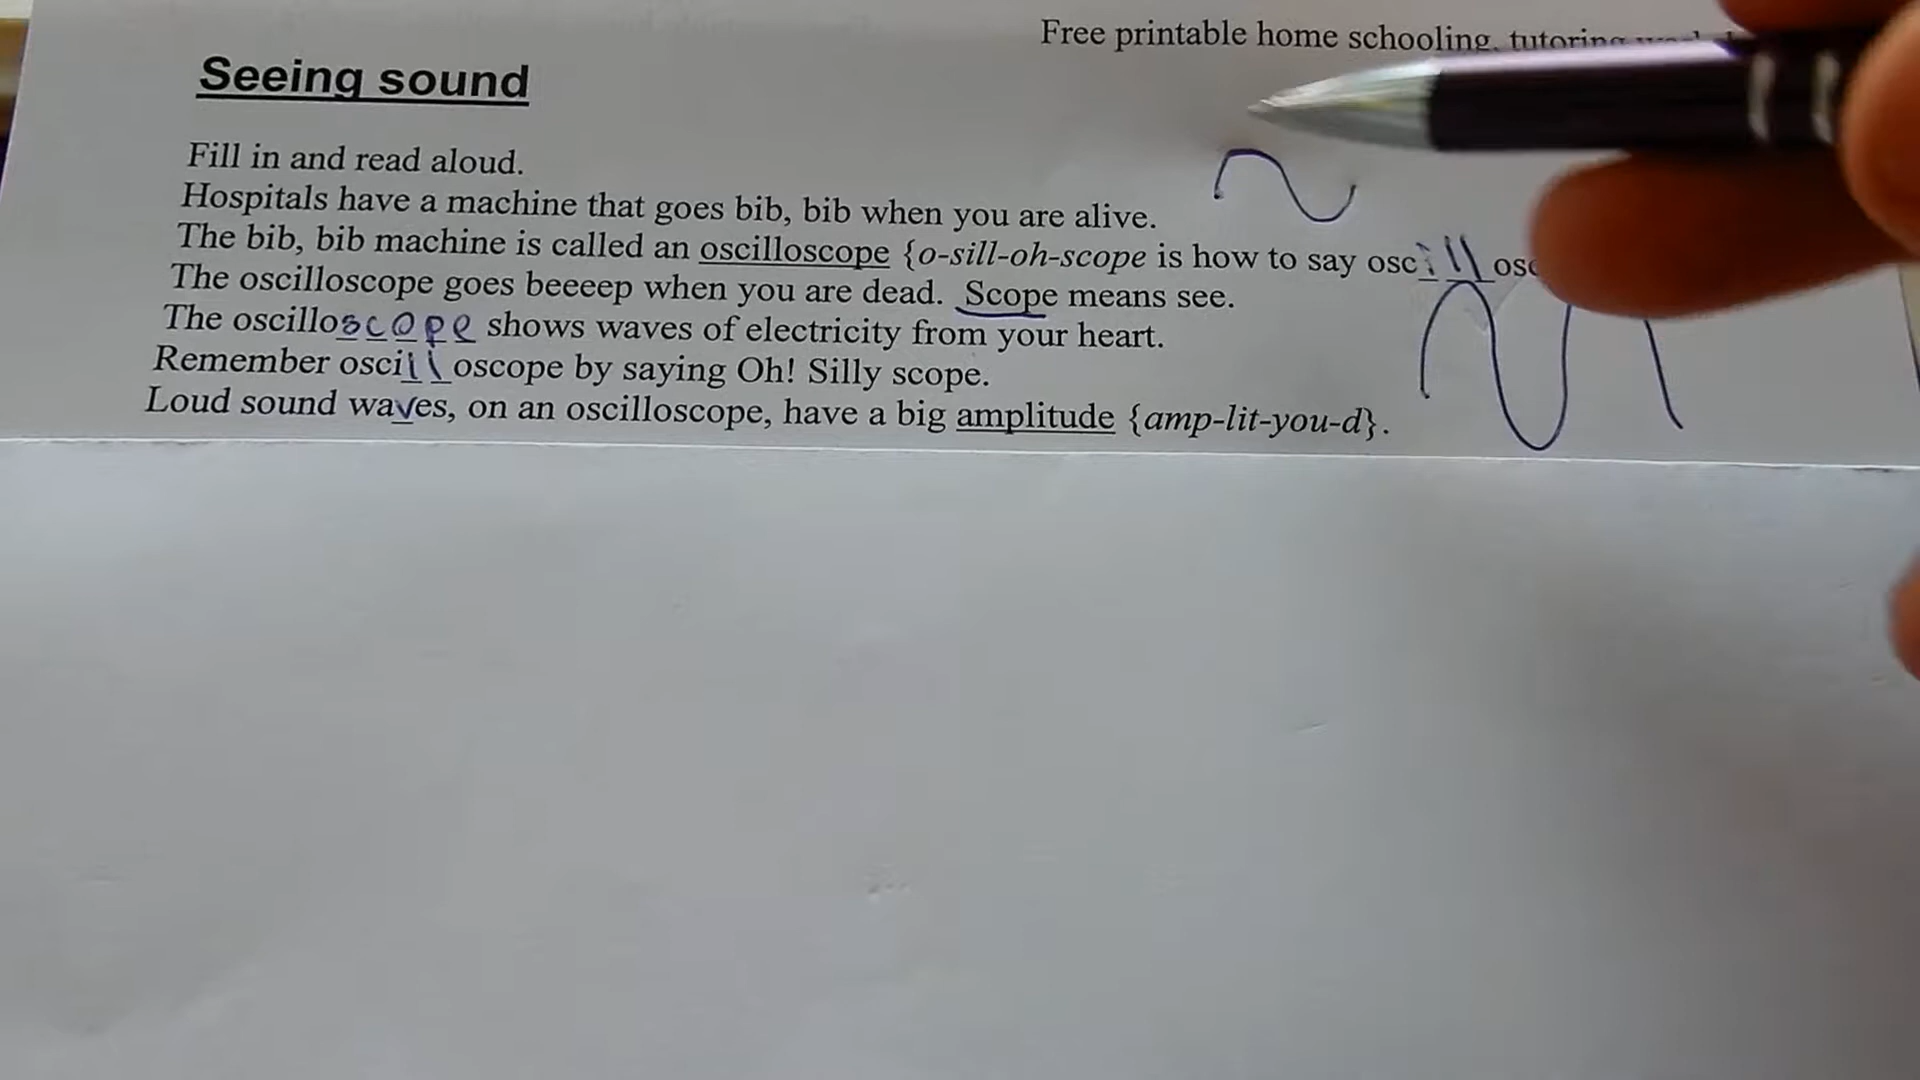 Free printable home schooling, tutoring
Seeing sound
Fill in and read aloud.
Hospitals have a machine that goes bib, bib when you are alive.
The bib, bib machine is called an oscilloscope {o-sill-oh-scope is how to say oscill
The oscilloscope goes beeeep when you are dead. Scope means see.
The oscilloscope shows waves of electricity from your heart.
Remember oscilloscope by saying Oh! Silly scope.
Loud sound waves, on an oscilloscope, have a big amplitude {amp-lit-you-d}.